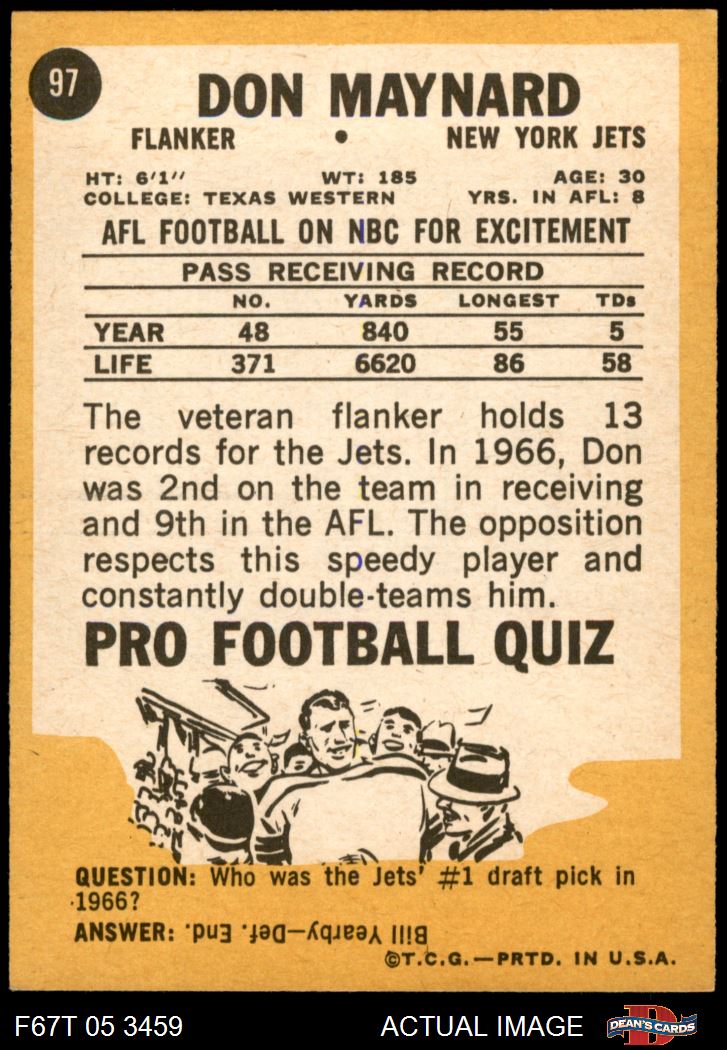 97
DON MAYNARD
FLANKER • NEW YORK JETS
HT: 6'1" WT: 185 AGE: 30
COLLEGE: TEXAS WESTERN YRS. IN AFL: 8
AFL FOOTBALL ON NBC FOR EXCITEMENT
PASS RECEIVING RECORD
NO. YARDS LONGEST TDs
YEAR 48 840 55 5
LIFE 371 6620 86 58
The veteran flanker holds 13
records for the Jets. In 1966, Don
was 2nd on the team in receiving
and 9th in the AFL. The opposition
respects this speedy player and
constantly double-teams him.
PRO FOOTBALL QUIZ
QUESTION: Who was the Jets' #1 draft pick in
1966?
ANSWER: Bill Yearby—Def. End.
©T.C.G.—PRTD. IN U.S.A.
F67T 05 3459 ACTUAL IMAGE D DEAN'S CARDS